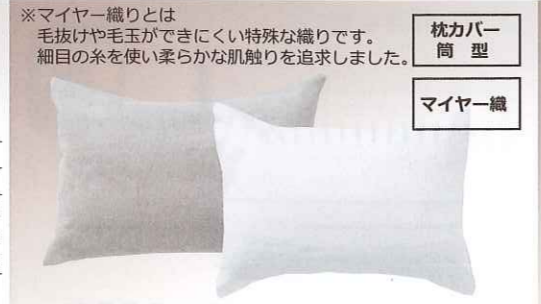 ※マイヤー織りとは
毛抜けや毛玉ができにくい特殊な織りです。
細目の糸を使い柔らかな肌触りを追求しました。
枕カバー
筒 型
マイヤー織